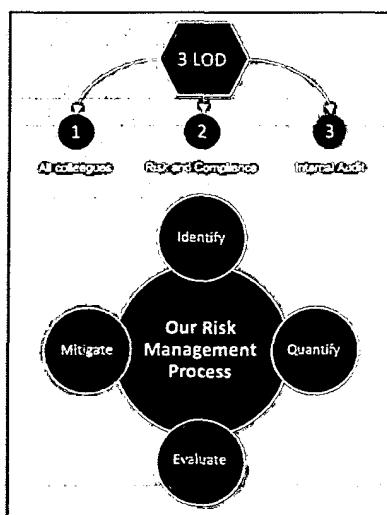 3 LOD
1
2
3
All colleagues
Risk and Compliance
Internal Audit
Identify
Our Risk
Management
Process
Mitigate
Quantify
Evaluate